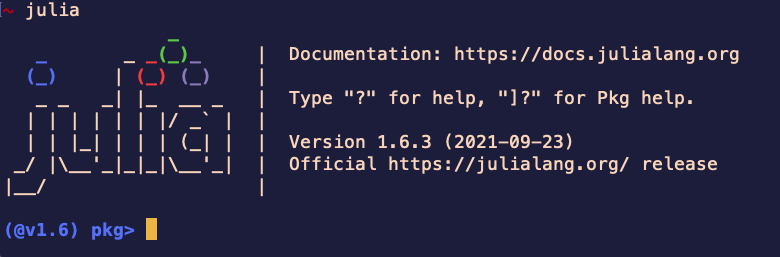 ~ julia
Documentation: https://docs.julialang.org
Type "?" for help, "]?" for Pkg help.
Version 1.6.3 (2021-09-23)
Official https://julialang.org/ release
(@v1.6) pkg>